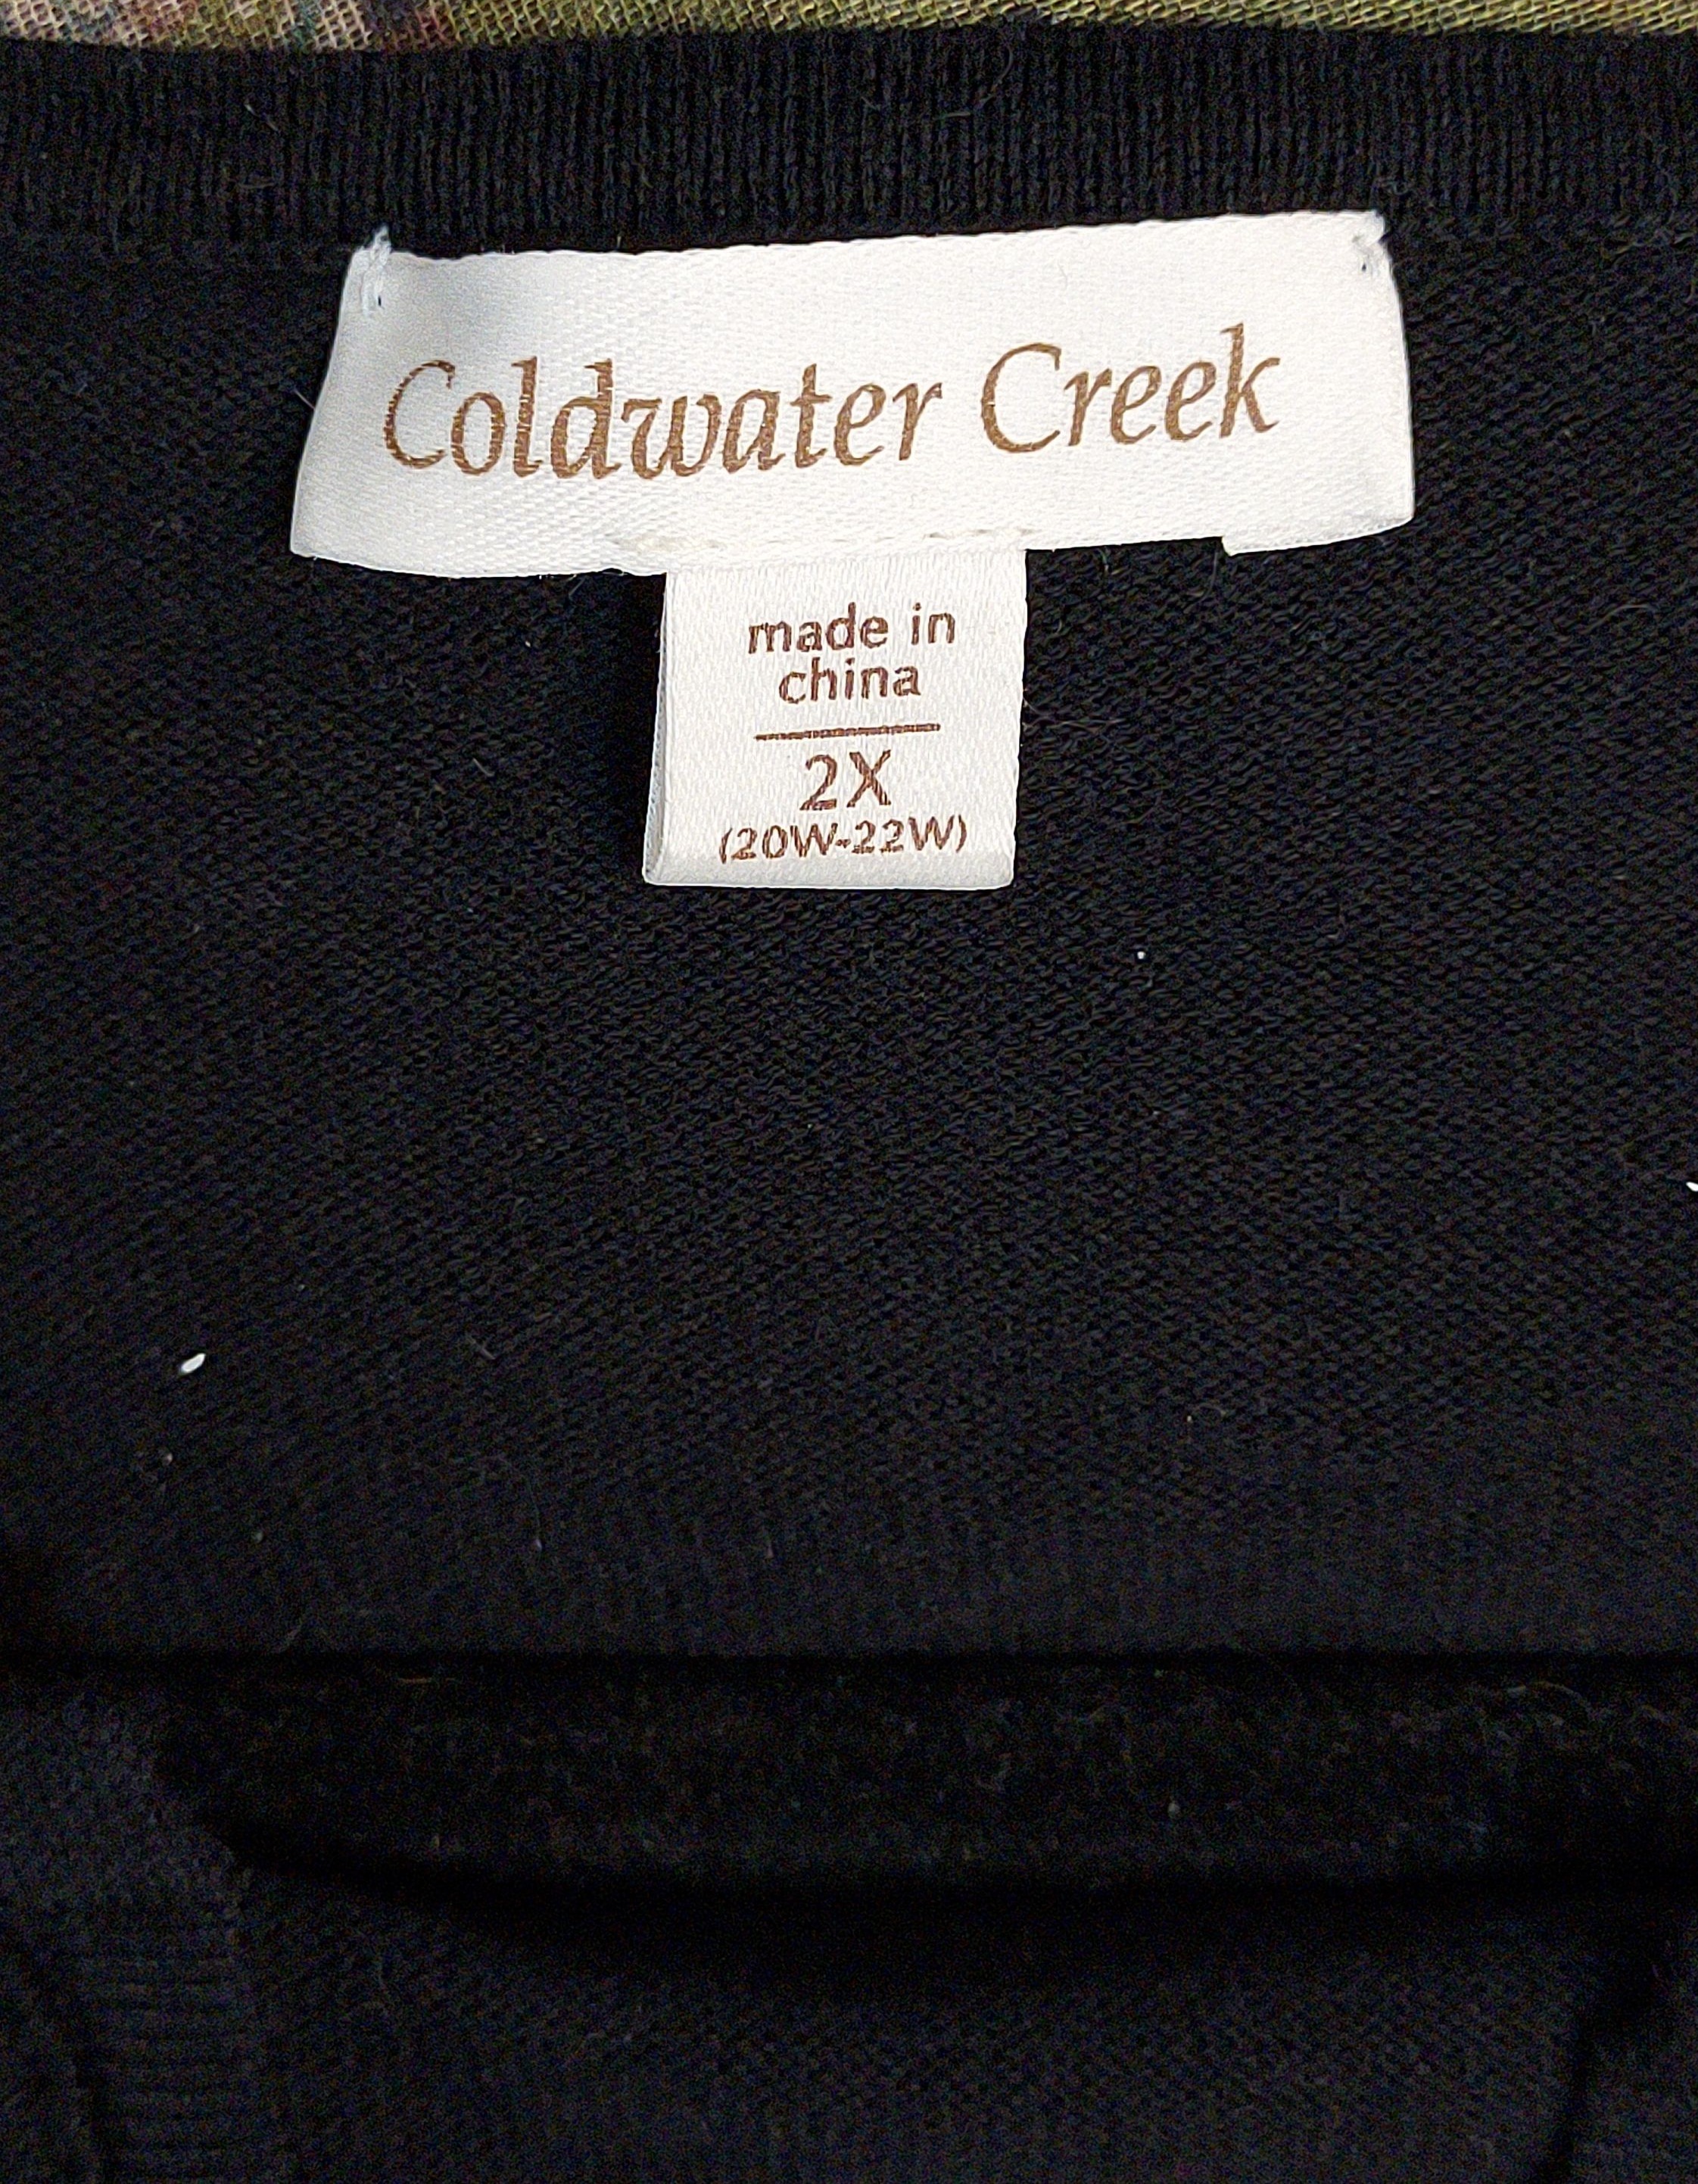 Coldwater Creek
made in
china
2X
(20W-22W)